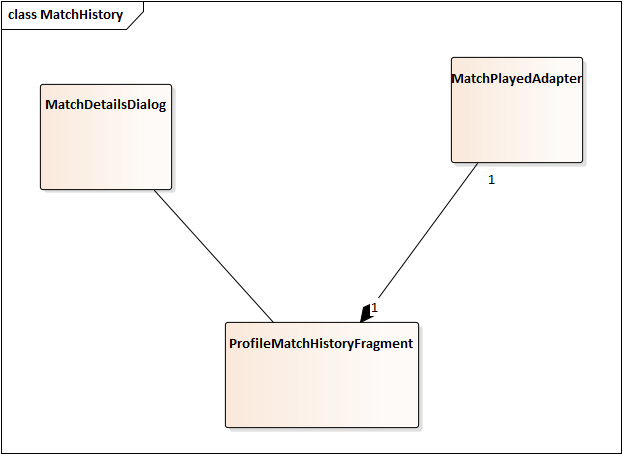 class MatchHistory
MatchPlayedAdapter
MatchDetailsDialog
1
1
ProfileMatchHistoryFragment